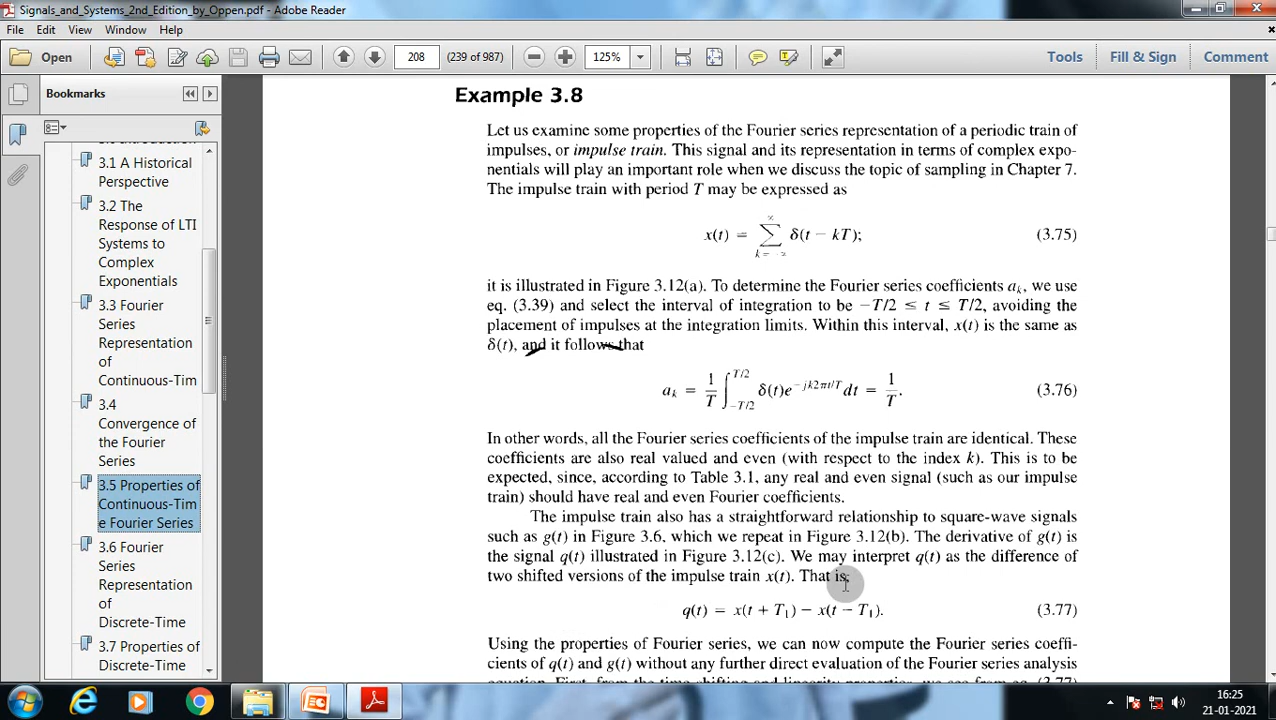 Signals_and_Systems_2nd_Edition_by_Oppen.pdf - Adobe Reader
File Edit View Window Help
Open 208 (239 of 987) 125% Tools Fill & Sign Comment
Bookmarks
3.1 A Historical
Perspective
3.2 The
Response of LTI
Systems to
Complex
Exponentials
3.3 Fourier
Series
Representation
of
Continuous-Tim
3.4
Convergence of
the Fourier
Series
3.5 Properties of
Continuous-Tim
e Fourier Series
3.6 Fourier
Series
Representation
of
Discrete-Time
3.7 Properties of
Discrete-Time
Example 3.8
Let us examine some properties of the Fourier series representation of a periodic train of
impulses, or impulse train. This signal and its representation in terms of complex expo-
nentials will play an important role when we discuss the topic of sampling in Chapter 7.
The impulse train with period T may be expressed as
x(t) = ∑_{k=-∞}^{∞} δ(t − kT); (3.75)
it is illustrated in Figure 3.12(a). To determine the Fourier series coefficients a_k, we use
eq. (3.39) and select the interval of integration to be −T/2 ≤ t ≤ T/2, avoiding the
placement of impulses at the integration limits. Within this interval, x(t) is the same as
δ(t), and it follows that
a_k = 1/T ∫_{−T/2}^{T/2} δ(t)e^{−jk2πt/T} dt = 1/T. (3.76)
In other words, all the Fourier series coefficients of the impulse train are identical. These
coefficients are also real valued and even (with respect to the index k). This is to be
expected, since, according to Table 3.1, any real and even signal (such as our impulse
train) should have real and even Fourier coefficients.
The impulse train also has a straightforward relationship to square-wave signals
such as g(t) in Figure 3.6, which we repeat in Figure 3.12(b). The derivative of g(t) is
the signal q(t) illustrated in Figure 3.12(c). We may interpret q(t) as the difference of
two shifted versions of the impulse train x(t). That is,
q(t) = x(t + T₁) − x(t − T₁). (3.77)
Using the properties of Fourier series, we can now compute the Fourier series coeffi-
cients of q(t) and g(t) without any further direct evaluation of the Fourier series analysis
16:25
21-01-2021